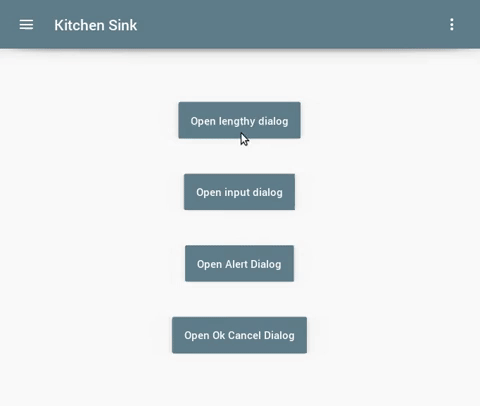 Kitchen Sink
Open lengthy dialog
Open input dialog
Open Alert Dialog
Open Ok Cancel Dialog